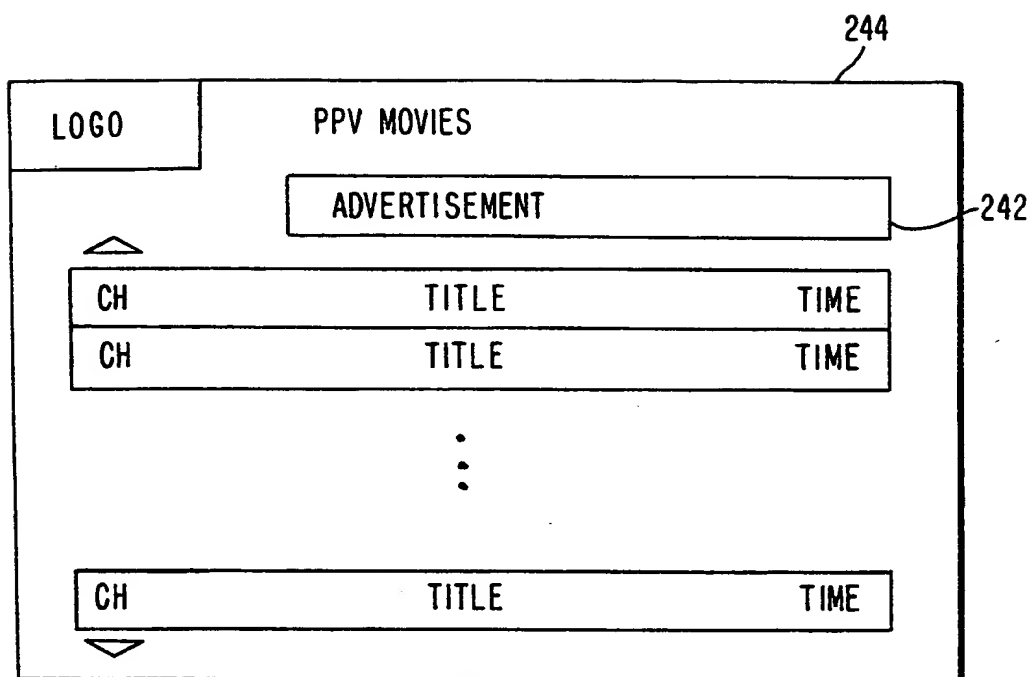 244
LOGO PPV MOVIES
ADVERTISEMENT
242
CH TITLE TIME
CH TITLE TIME
CH TITLE TIME